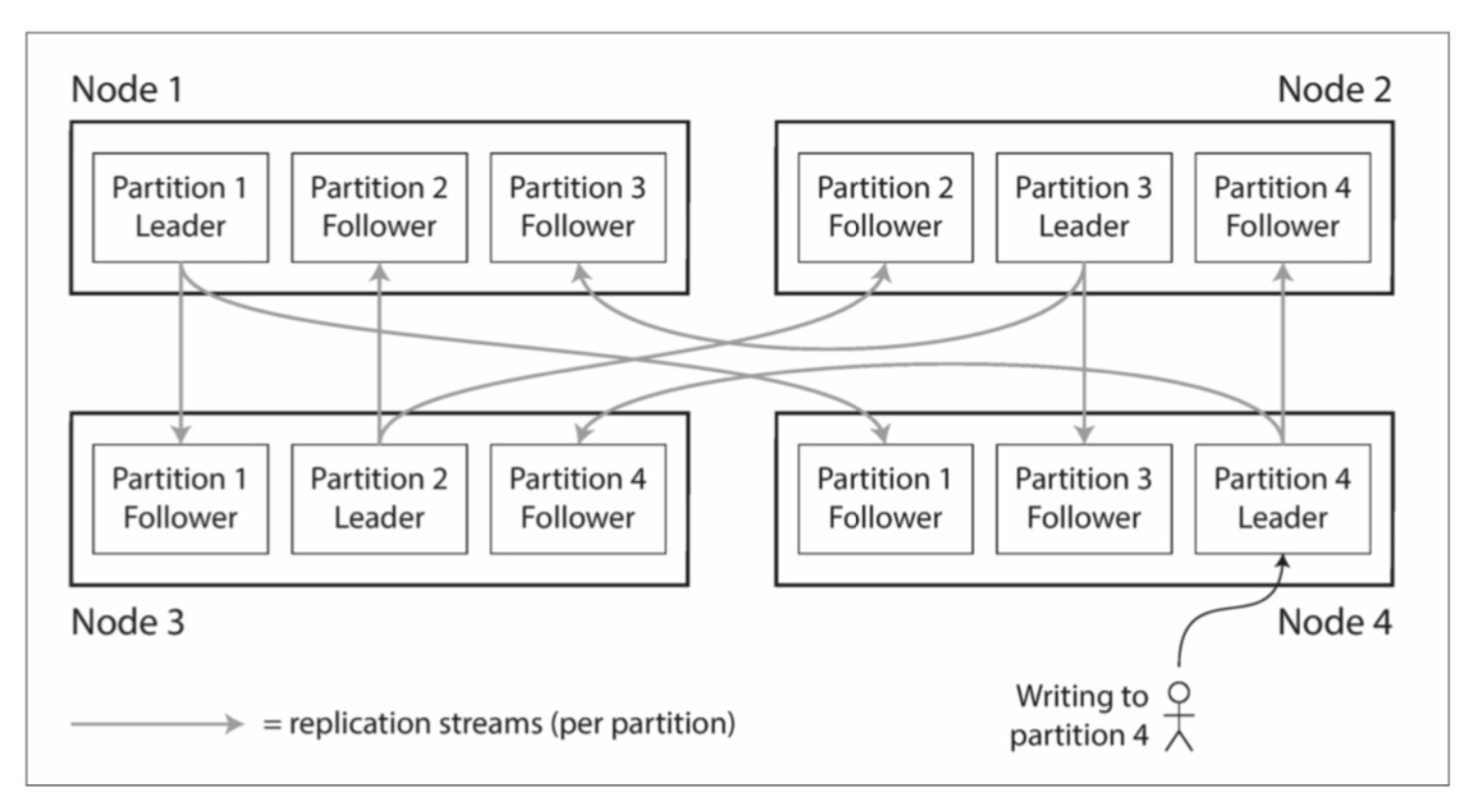 Node 1
Node 2
Partition 1
Leader
Partition 2
Follower
Partition 3
Follower
Partition 2
Follower
Partition 3
Leader
Partition 4
Follower
Partition 1
Follower
Partition 2
Leader
Partition 4
Follower
Partition 1
Follower
Partition 3
Follower
Partition 4
Leader
Node 3
Node 4
= replication streams (per partition)
Writing to
partition 4